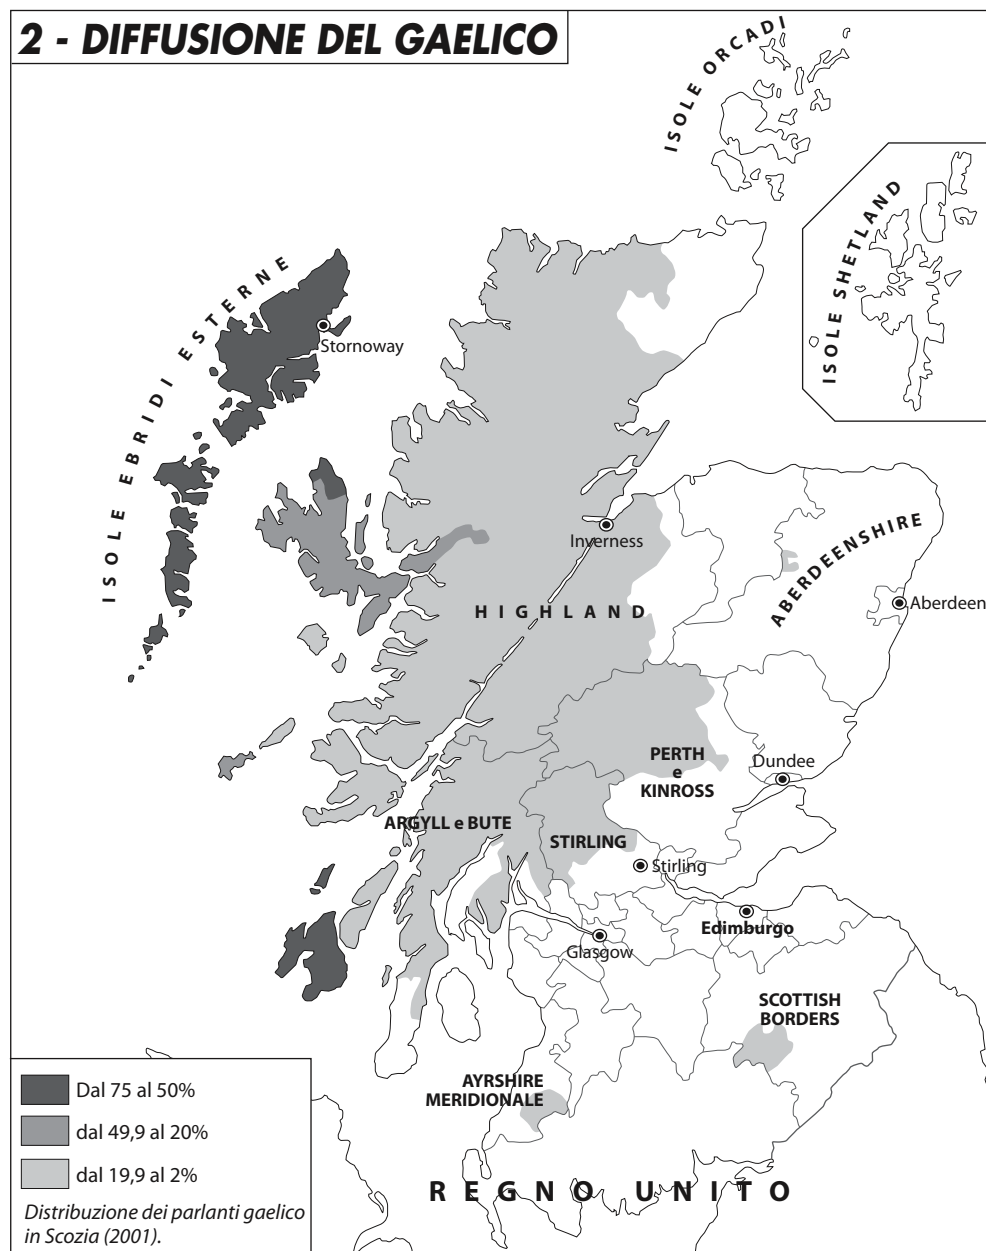 2 - DIFFUSIONE DEL GAELICO
ISOLE ORCADI
ISOLE SHETLAND
ISOLE EBRIDI ESTERNE
Stornoway
Inverness
HIGHLAND
ABERDEENSHIRE
Aberdeen
PERTH
e
KINROSS
Dundee
ARGYLL e BUTE
STIRLING
Stirling
Edimburgo
Glasgow
SCOTTISH
BORDERS
AYRSHIRE
MERIDIONALE
REGNO UNITO
Dal 75 al 50%
dal 49,9 al 20%
dal 19,9 al 2%
Distribuzione dei parlanti gaelico
in Scozia (2001).